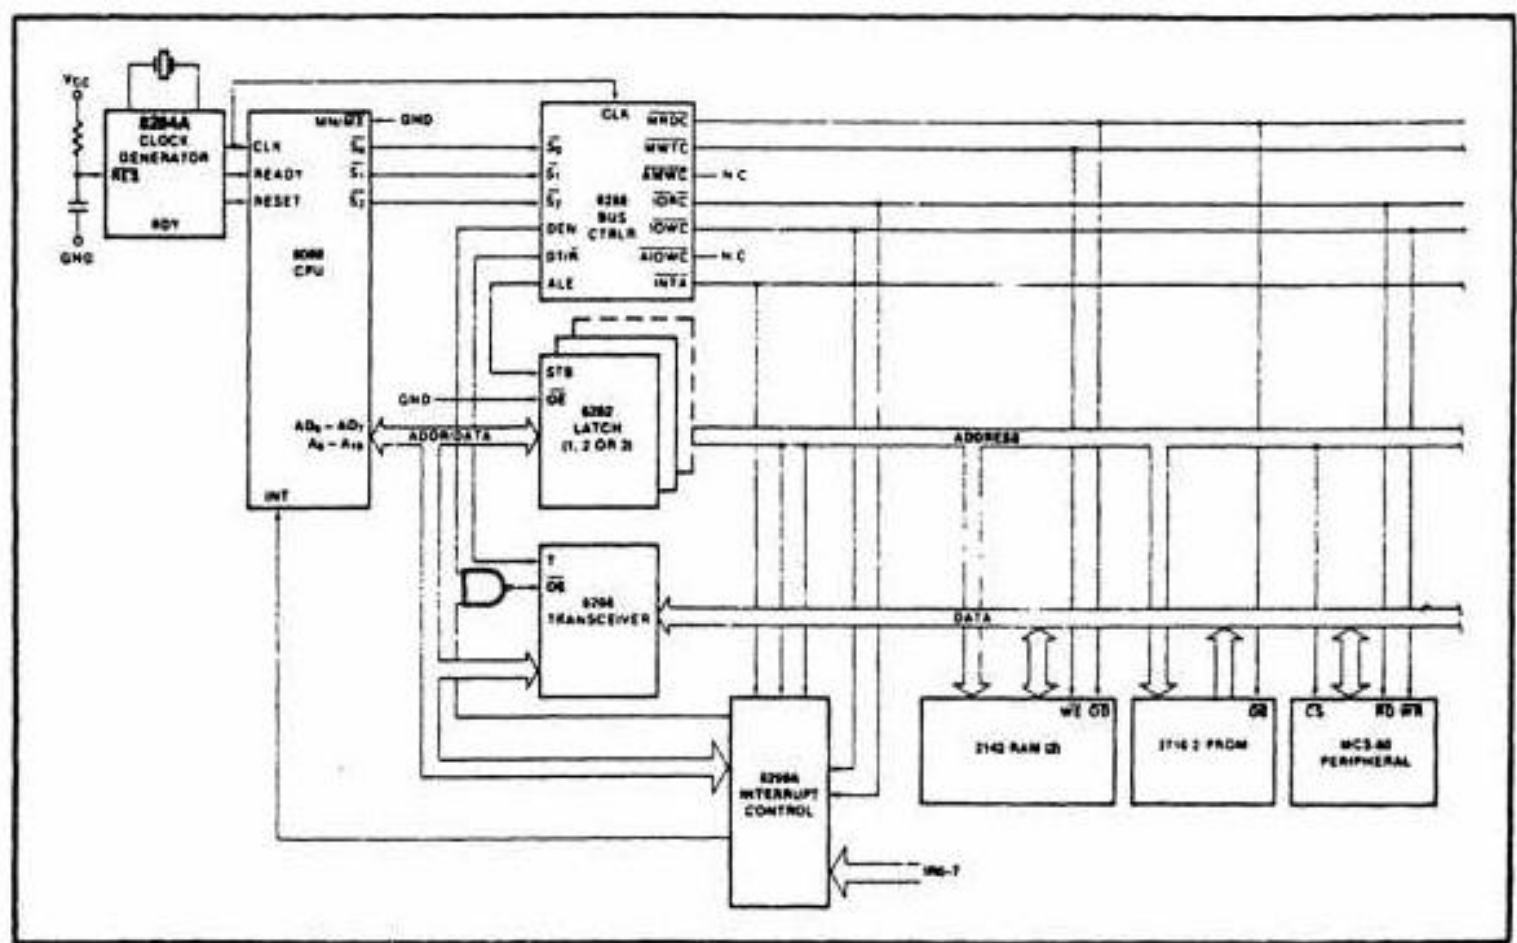 VCC
GND
8284A
CLOCK
GENERATOR
RES
RDY
CLK
READY
RESET
MN/MX
GND
S0
S1
S2
8088
CPU
AD0 - AD7
A8 - A19
INT
CLK
S0
S1
S2
DEN
DT/R
ALE
8288
BUS
CTRLR
MRDC
MWTC
AMWC
NC
IORC
IOWC
AIOWC
NC
INTA
STB
GND
OE
8282
LATCH
(1, 2 OR 3)
ADDR/DATA
ADDRESS
T
OE
TRANSCEIVER
DATA
8259A
INTERRUPT
CONTROL
WE OD
2142 RAM (2)
OE
2716-2 PROM
CS
RD WR
MCS-80
PERIPHERAL